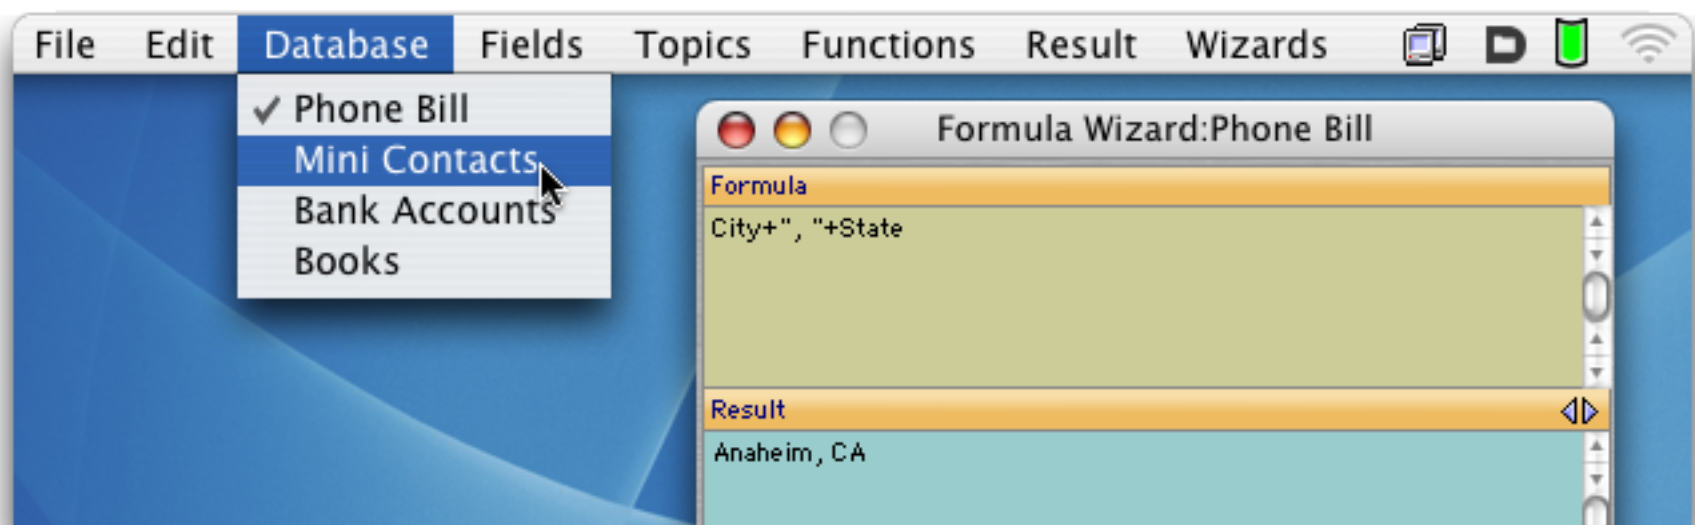 File Edit Database Fields Topics Functions Result Wizards
Phone Bill
Mini Contacts
Bank Accounts
Books
Formula Wizard:Phone Bill
Formula
City+", "+State
Result
Anaheim, CA